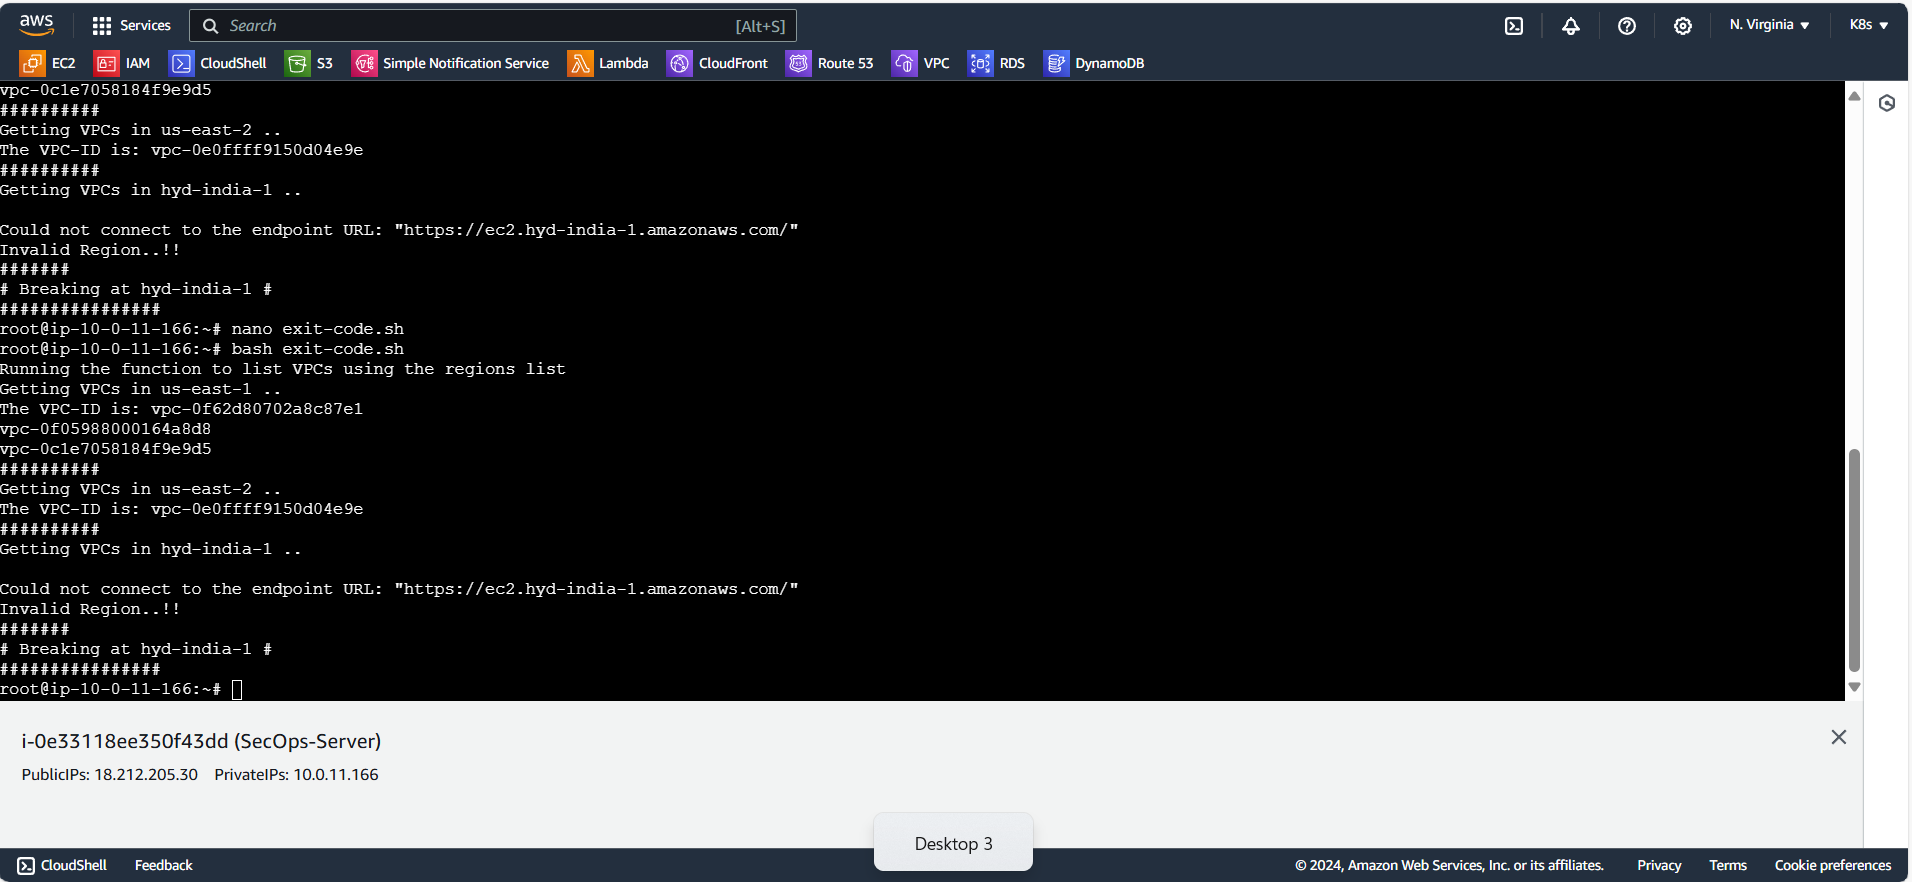 aws Services Search [Alt+S] N. Virginia K8s
EC2 IAM CloudShell S3 Simple Notification Service Lambda CloudFront Route 53 VPC RDS DynamoDB
vpc-0c1e7058184f9e9d5
##########
Getting VPCs in us-east-2 ..
The VPC-ID is: vpc-0e0ffff9150d04e9e
##########
Getting VPCs in hyd-india-1 ..
Could not connect to the endpoint URL: "https://ec2.hyd-india-1.amazonaws.com/"
Invalid Region..!!
#######
# Breaking at hyd-india-1 #
################
root@ip-10-0-11-166:~# nano exit-code.sh
root@ip-10-0-11-166:~# bash exit-code.sh
Running the function to list VPCs using the regions list
Getting VPCs in us-east-1 ..
The VPC-ID is: vpc-0f62d80702a8c87e1
vpc-0f05988000164a8d8
vpc-0c1e7058184f9e9d5
##########
Getting VPCs in us-east-2 ..
The VPC-ID is: vpc-0e0ffff9150d04e9e
##########
Getting VPCs in hyd-india-1 ..
Could not connect to the endpoint URL: "https://ec2.hyd-india-1.amazonaws.com/"
Invalid Region..!!
#######
# Breaking at hyd-india-1 #
################
root@ip-10-0-11-166:~#
i-0e33118ee350f43dd (SecOps-Server)
PublicIPs: 18.212.205.30 PrivateIPs: 10.0.11.166
Desktop 3
CloudShell Feedback © 2024, Amazon Web Services, Inc. or its affiliates. Privacy Terms Cookie preferences